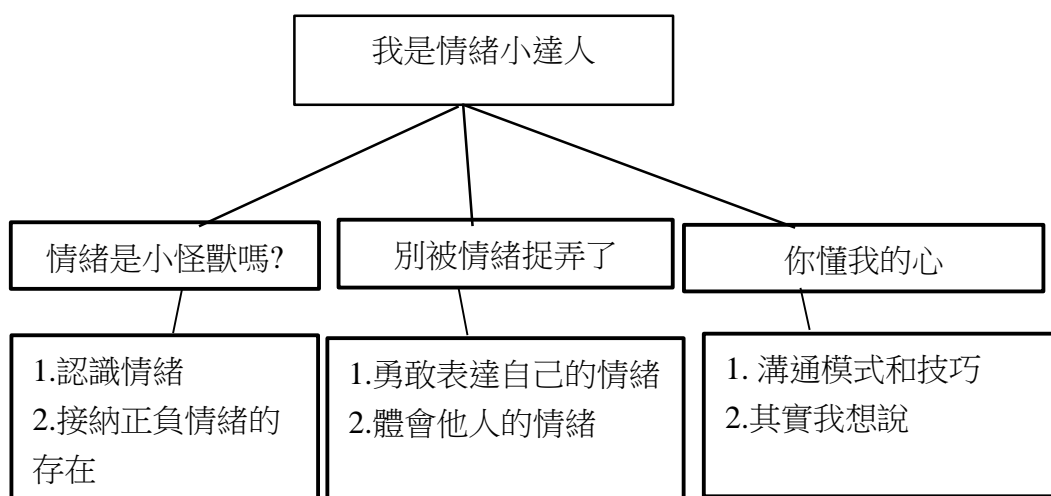 我是情緒小達人
情緒是小怪獸嗎?
別被情緒捉弄了
你懂我的心
1.認識情緒
2.接納正負情緒的
存在
1.勇敢表達自己的情緒
2.體會他人的情緒
1. 溝通模式和技巧
2.其實我想說